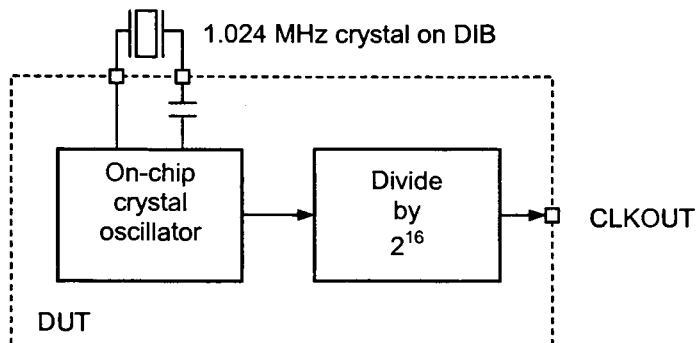 1.024 MHz crystal on DIB
On-chip
crystal
oscillator
Divide
by
2¹⁶
CLKOUT
DUT